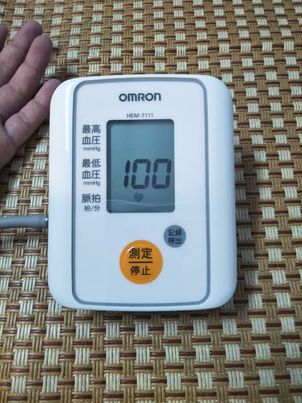 OMRON
HEM-7111
最高
血圧
mmHg
最低
血圧
mmHg
100
脈拍
拍/分
記録
呼出
測定
停止